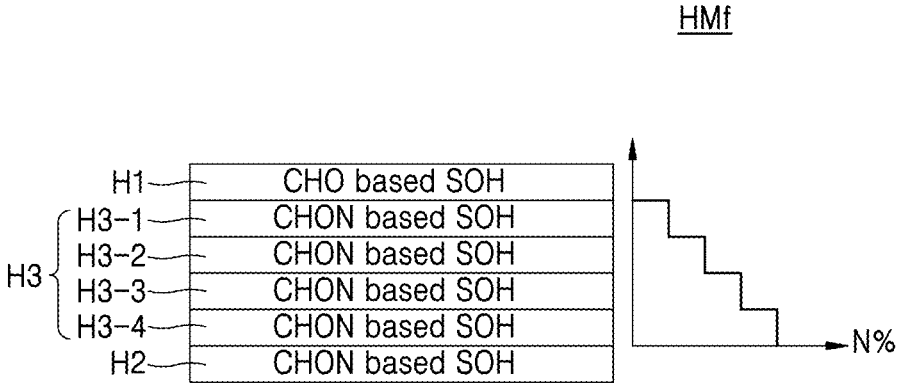 HMf
H1 CHO based SOH
H3-1 CHON based SOH
H3-2 CHON based SOH
H3
H3-3 CHON based SOH
H3-4 CHON based SOH
H2 CHON based SOH
N%